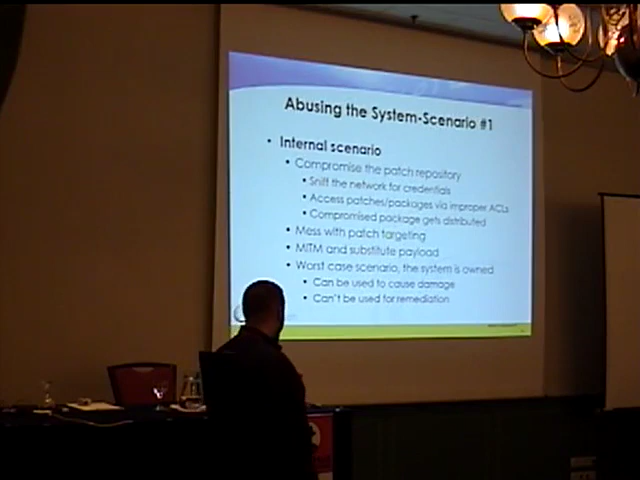 Abusing the System-Scenario #1
• Internal scenario
• Compromise the patch repository
• Sniff the network for credentials
• Access patches/packages via improper ACLs
• Compromised package gets distributed
• Mess with patch targeting
• MITM and substitute payload
• Worst case scenario, the system is owned
• Can be used to cause damage
• Can't be used for remediation